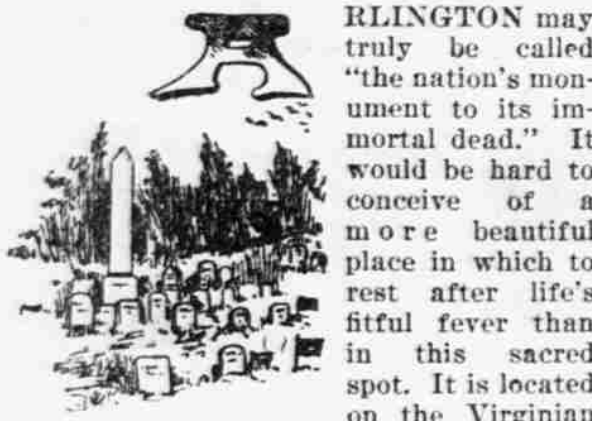 ARLINGTON may
truly be called
"the nation's mon-
ument to its im-
mortal dead." It
would be hard to
conceive of a
more beautiful
place in which to
rest after life's
fitful fever than
in this sacred
spot. It is located
on the Virginian